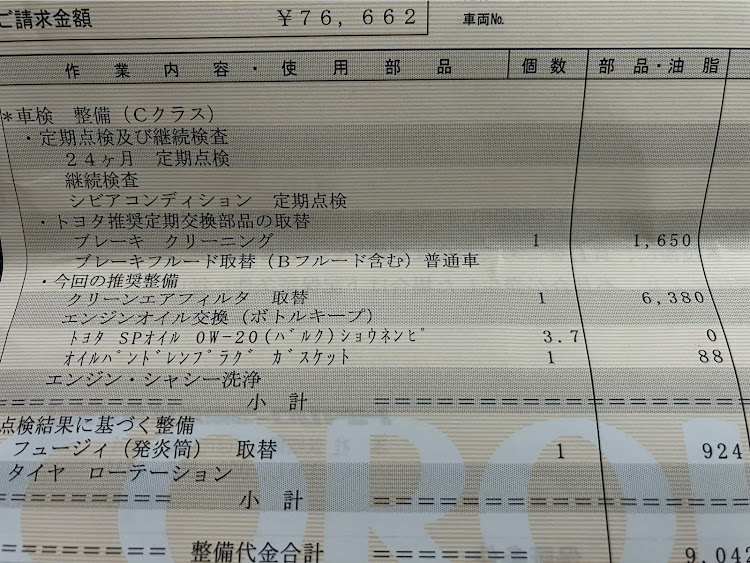 ご請求金額 ￥７６，６６２ 車両№
作業内容・使用部品 個数 部品・油脂
＊車検 整備（Ｃクラス）
・定期点検及び継続検査
２４ヶ月 定期点検
継続検査
シビアコンディション 定期点検
・トヨタ推奨定期交換部品の取替
ブレーキ クリーニング 1 1,650
ブレーキフルード取替（Ｂフルード含む）普通車
・今回の推奨整備
クリーンエアフィルタ 取替 1 6,380
エンジンオイル交換（ボトルキープ）
ﾄﾖﾀ SPｵｲﾙ 0W-20(ﾊﾞﾙｸ)ｼｮｳﾈﾝﾋﾟ 3.7 0
ｵｲﾙﾊﾟﾝﾄﾞﾚﾝﾌﾟﾗｸﾞ ｶﾞｽｹｯﾄ 1 88
エンジン・シャシー洗浄
＝＝＝＝＝＝＝＝＝ 小計 ＝＝＝＝＝＝＝＝＝＝＝＝＝＝＝＝＝＝
点検結果に基づく整備
フュージィ（発炎筒） 取替 1 924
タイヤ ローテーション
＝＝＝＝＝＝＝＝＝ 小計 ＝＝＝＝＝＝＝＝＝＝＝＝＝＝＝＝＝＝
＝＝＝＝＝＝＝ 整備代金合計 ＝＝＝＝＝＝＝＝ 9,042